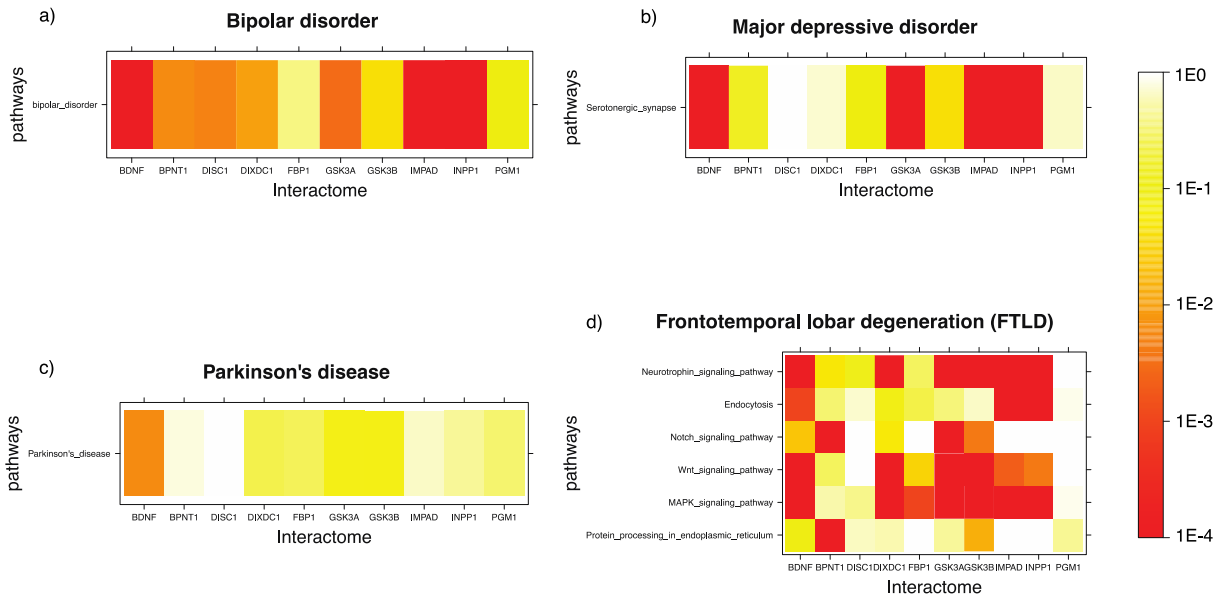 a)
Bipolar disorder
pathways
bipolar_disorder
BDNF BPNT1 DISC1 DIXDC1 FBP1 GSK3A GSK3B IMPAD INPP1 PGM1
Interactome
b)
Major depressive disorder
pathways
Serotonergic_synapse
BDNF BPNT1 DISC1 DIXDC1 FBP1 GSK3A GSK3B IMPAD INPP1 PGM1
Interactome
c)
Parkinson's disease
pathways
Parkinson's_disease
BDNF BPNT1 DISC1 DIXDC1 FBP1 GSK3A GSK3B IMPAD INPP1 PGM1
Interactome
d)
Frontotemporal lobar degeneration (FTLD)
pathways
Neurotrophin_signaling_pathway
Endocytosis
Notch_signaling_pathway
Wnt_signaling_pathway
MAPK_signaling_pathway
Protein_processing_in_endoplasmic_reticulum
BDNF BPNT1 DISC1 DIXDC1 FBP1 GSK3A GSK3B IMPAD INPP1 PGM1
Interactome
1E0
1E-1
1E-2
1E-3
1E-4